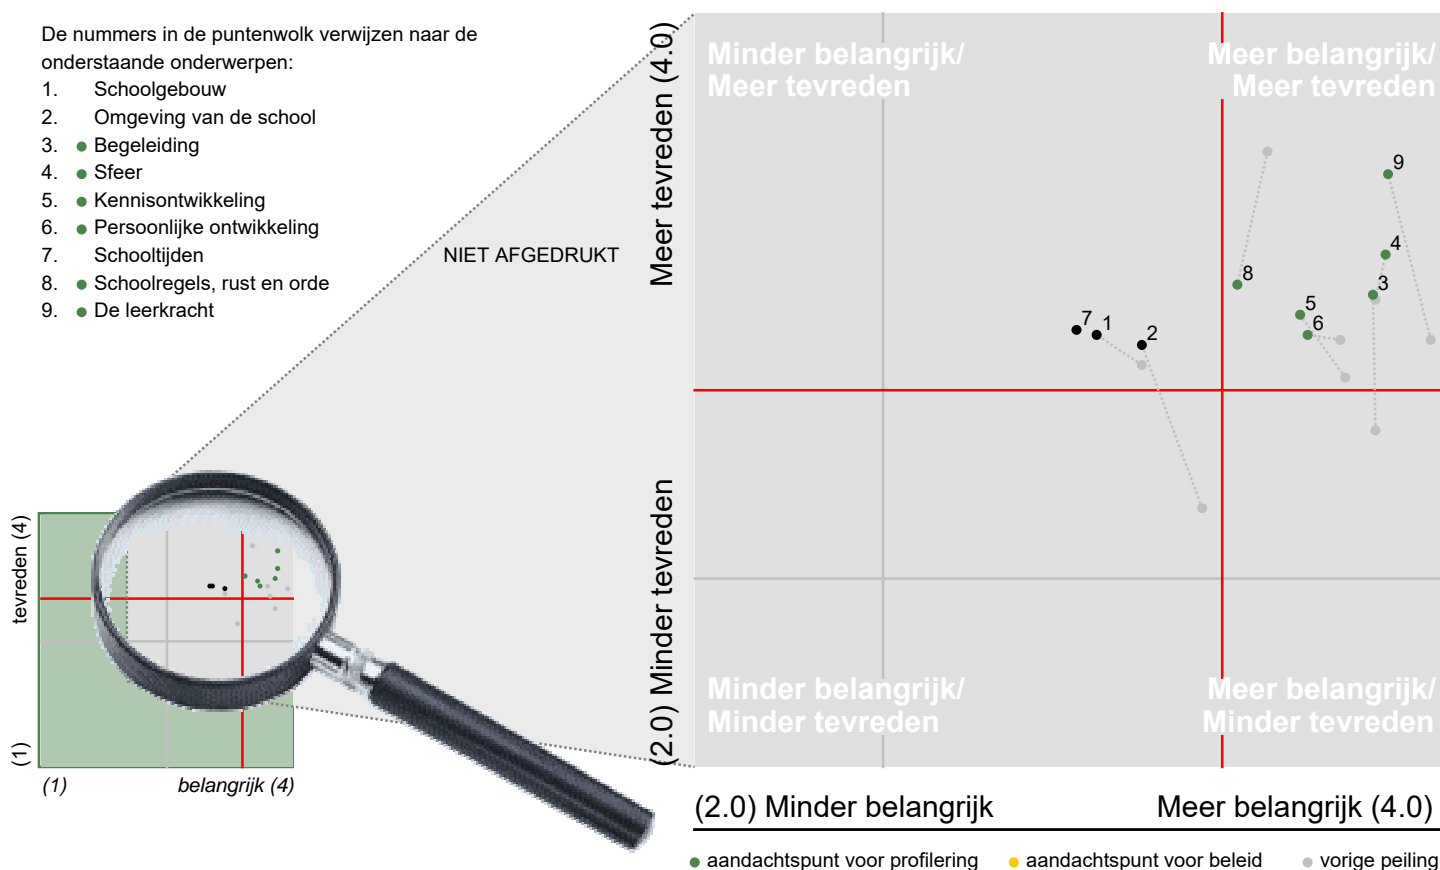 De nummers in de puntenwolk verwijzen naar de
onderstaande onderwerpen:
1. Schoolgebouw
2. Omgeving van de school
3. Begeleiding
4. Sfeer
5. Kennisontwikkeling
6. Persoonlijke ontwikkeling
7. Schooltijden
8. Schoolregels, rust en orde
9. De leerkracht
NIET AFGEDRUKT
Minder belangrijk/
Meer tevreden
Meer belangrijk/
Meer tevreden
Meer tevreden (4.0)
(2.0) Minder tevreden
9
4
8
3
5
6
7
1
2
Minder belangrijk/
Minder tevreden
Meer belangrijk/
Minder tevreden
tevreden (4)
(1)
(1)
belangrijk (4)
(2.0) Minder belangrijk
Meer belangrijk (4.0)
aandachtspunt voor profilering
aandachtspunt voor beleid
vorige peiling